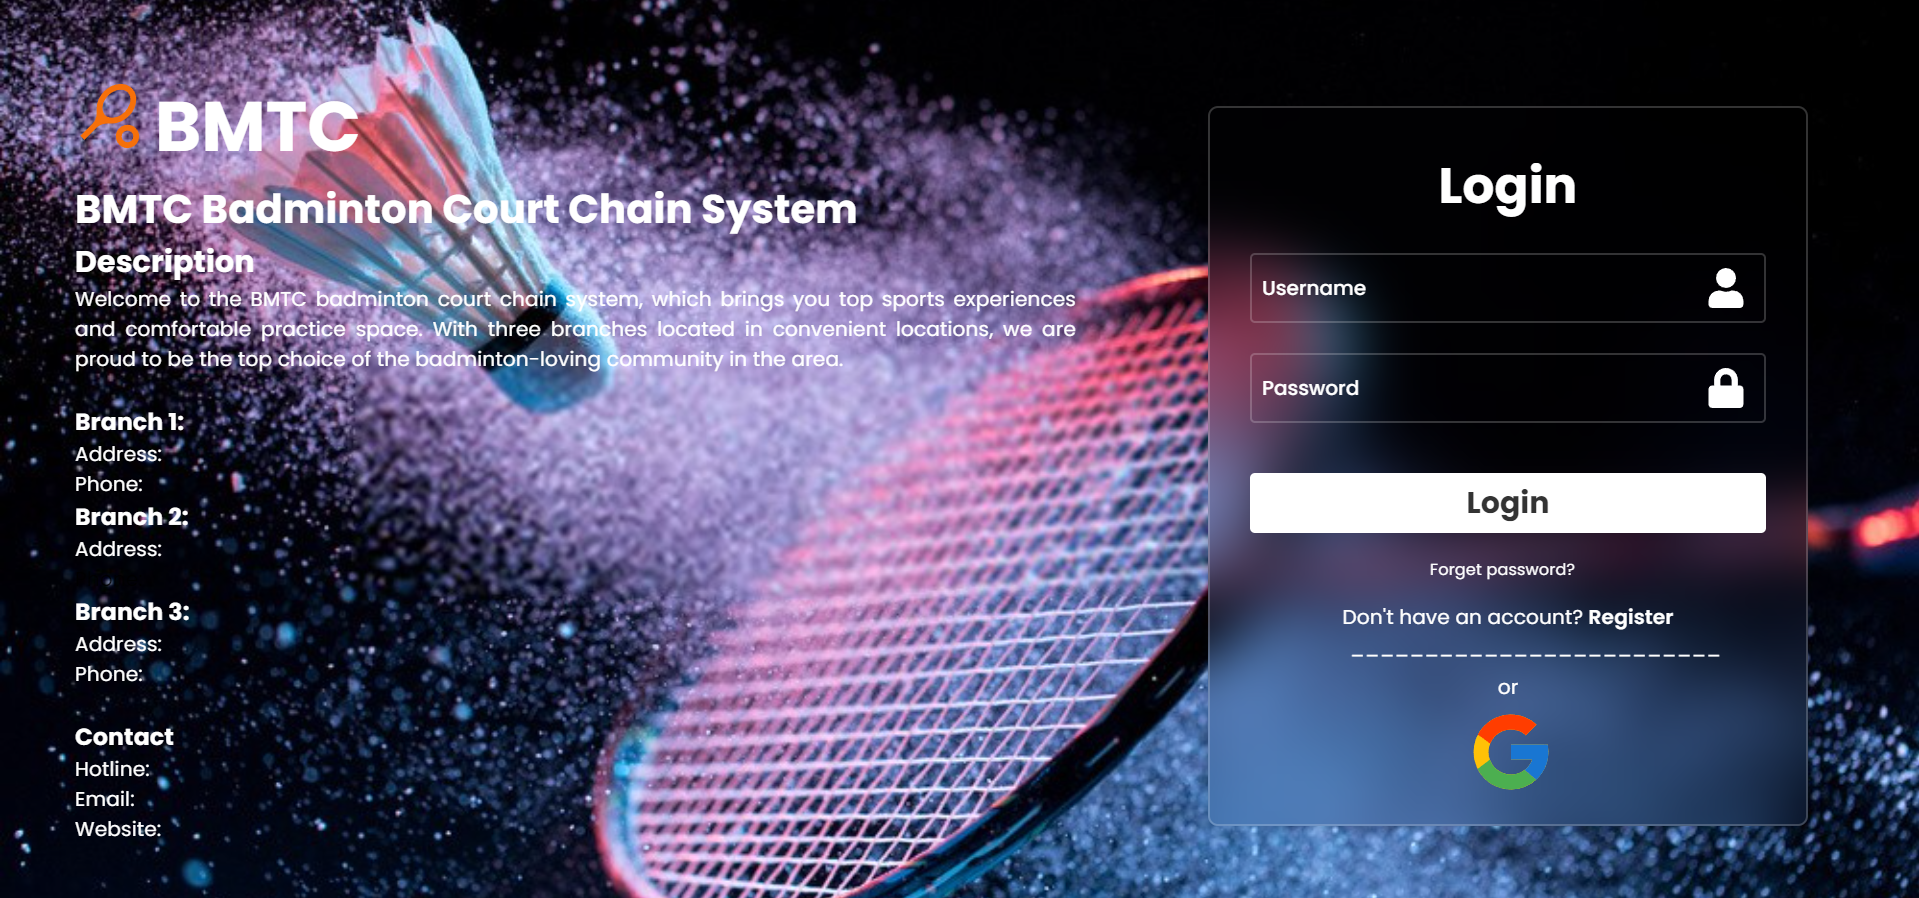 BMTC
BMTC Badminton Court Chain System
Description
Welcome to the BMTC badminton court chain system, which brings you top sports experiences
and comfortable practice space. With three branches located in convenient locations, we are
proud to be the top choice of the badminton-loving community in the area.
Branch 1:
Address:
Phone:
Branch 2:
Address:
Branch 3:
Address:
Phone:
Contact
Hotline:
Email:
Website:
Login
Username
Password
Login
Forget password?
Don't have an account? Register
_________________________
or